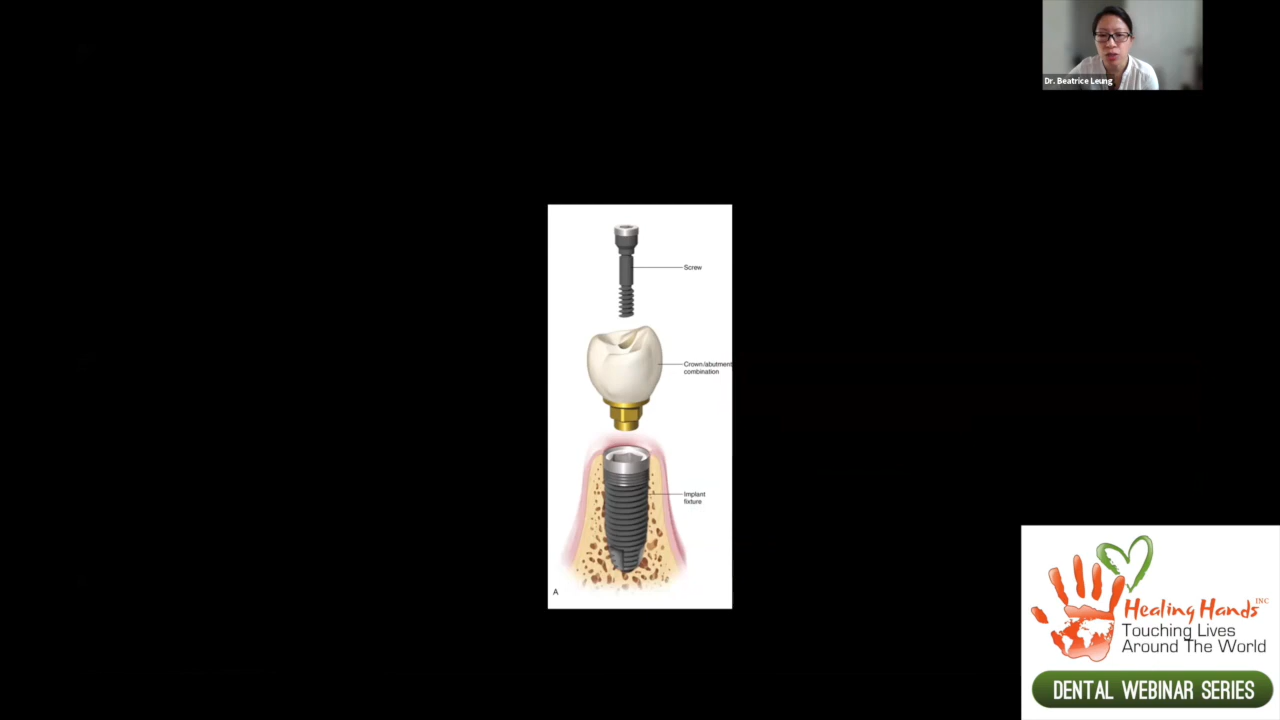 Dr. Beatrice Leung
Screw
Crown/abutment
combination
Implant
fixture
A
Healing Hands INC
Touching Lives
Around The World
DENTAL WEBINAR SERIES